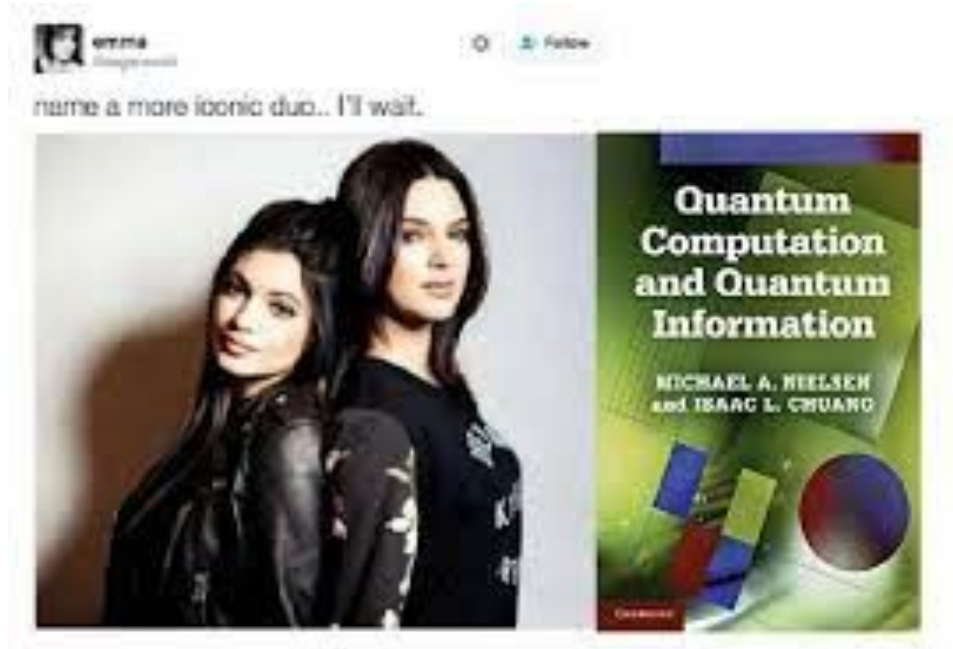 emma
Follow
name a more iconic duo.. I'll wait.
Quantum
Computation
and Quantum
Information
MICHAEL A. NIELSEN
and ISAAC L. CHUANG